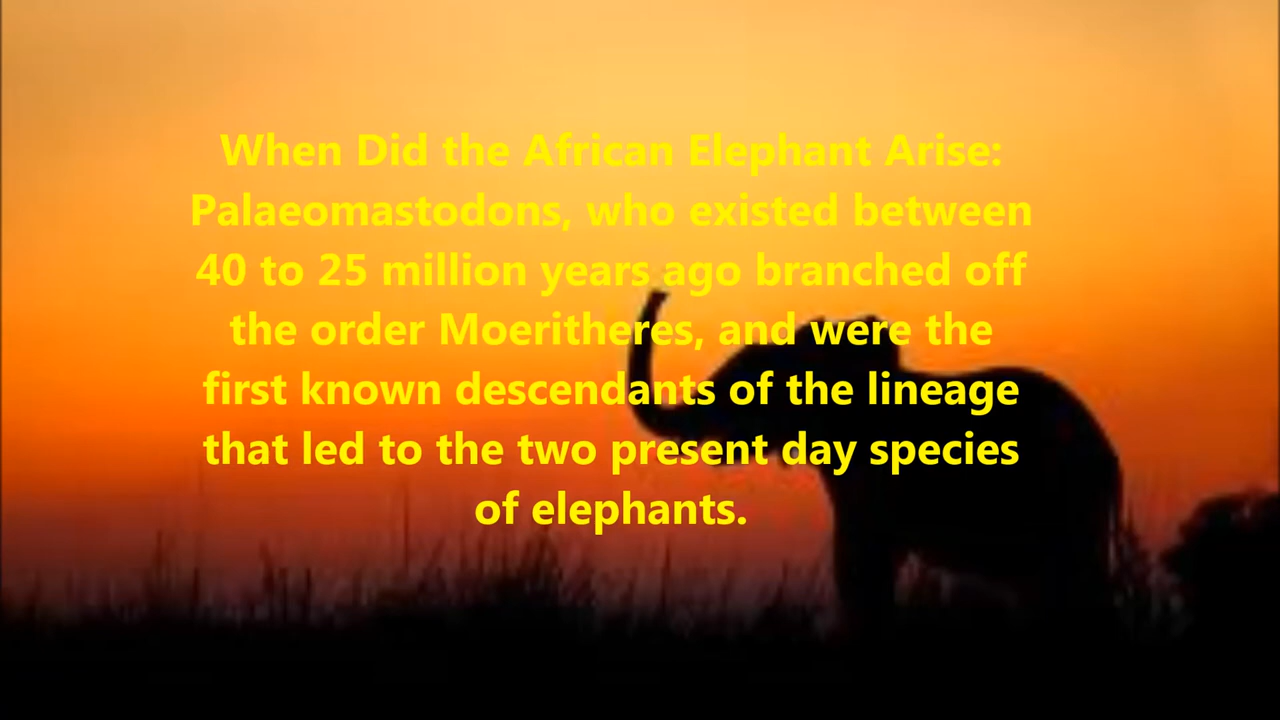 When Did the African Elephant Arise:
Palaeomastodons, who existed between
40 to 25 million years ago branched off
the order Moeritheres, and were the
first known descendants of the lineage
that led to the two present day species
of elephants.